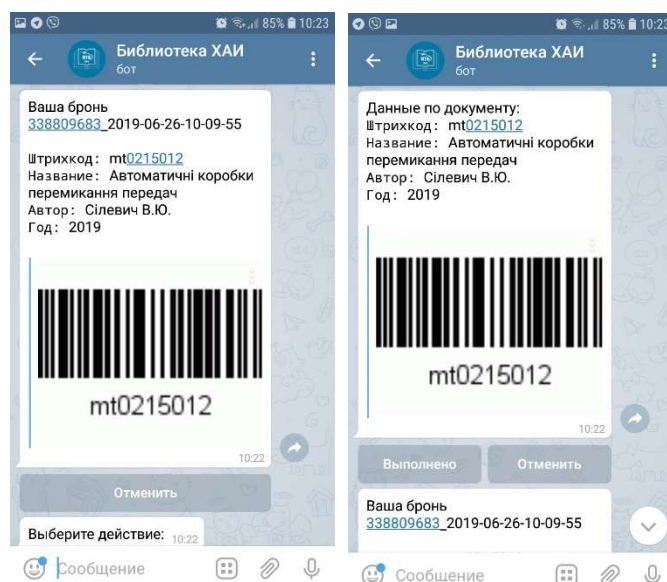 85% 10:23
Библиотека ХАИ
бот
Ваша бронь
338809683_2019-06-26-10-09-55
Штрихкод: mt0215012
Название: Автоматичні коробки
перемикання передач
Автор: Сілевич В.Ю.
Год: 2019
mt0215012
10:22
Отменить
Выберите действие: 10:22
Сообщение
85% 10:23
Библиотека ХАИ
бот
Данные по документу:
Штрихкод: mt0215012
Название: Автоматичні коробки
перемикання передач
Автор: Сілевич В.Ю.
Год: 2019
mt0215012
10:22
Выполнено Отменить
Ваша бронь
338809683_2019-06-26-10-09-55
Сообщение